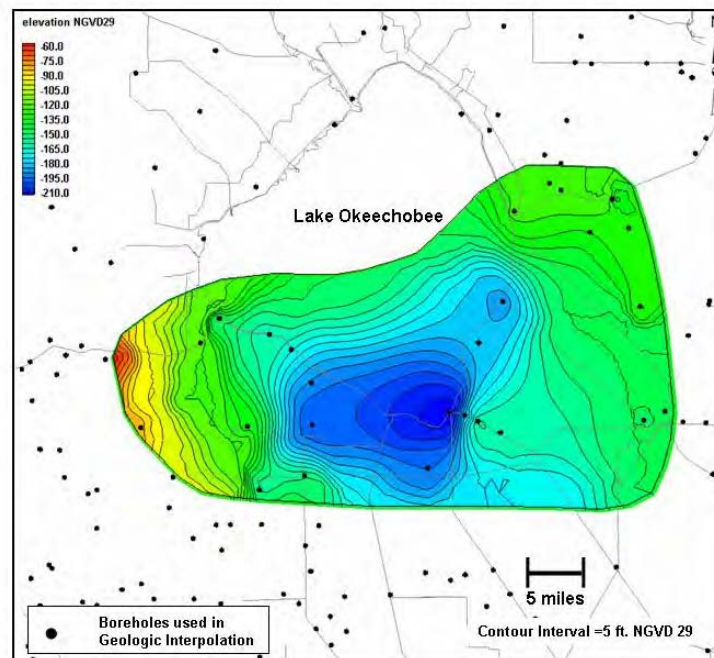 elevation NGVD29
-60.0
-75.0
-90.0
-105.0
-120.0
-135.0
-150.0
-165.0
-180.0
-195.0
-210.0
Lake Okeechobee
5 miles
Boreholes used in
Geologic Interpolation
Contour Interval =5 ft. NGVD 29